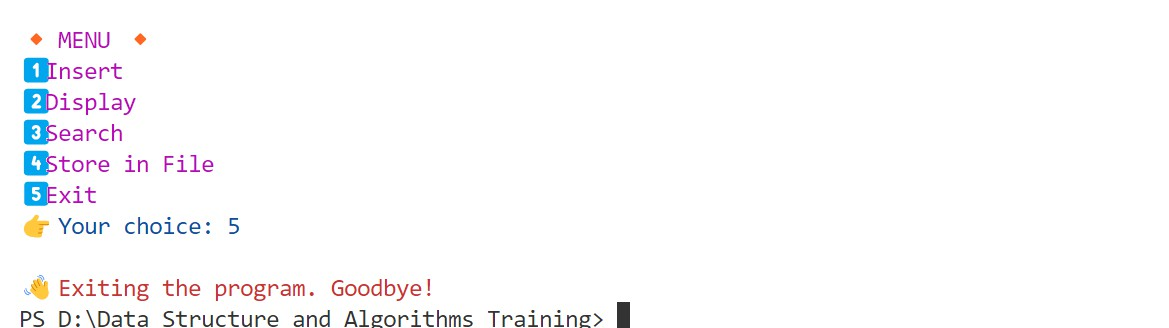 🔸 MENU 🔸
1️⃣Insert
2️⃣Display
3️⃣Search
4️⃣Store in File
5️⃣Exit
👉 Your choice: 5
👋 Exiting the program. Goodbye!
PS D:\Data Structure and Algorithms Training>